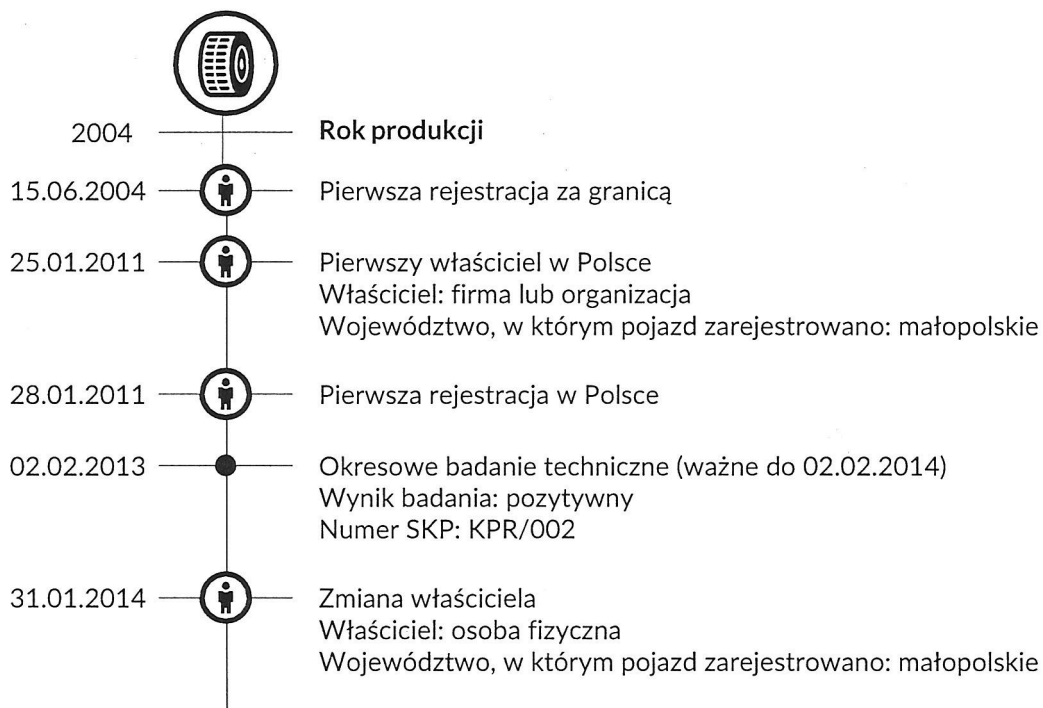 2004 Rok produkcji
15.06.2004 Pierwsza rejestracja za granicą
25.01.2011 Pierwszy właściciel w Polsce
Właściciel: firma lub organizacja
Województwo, w którym pojazd zarejestrowano: małopolskie
28.01.2011 Pierwsza rejestracja w Polsce
02.02.2013 Okresowe badanie techniczne (ważne do 02.02.2014)
Wynik badania: pozytywny
Numer SKP: KPR/002
31.01.2014 Zmiana właściciela
Właściciel: osoba fizyczna
Województwo, w którym pojazd zarejestrowano: małopolskie